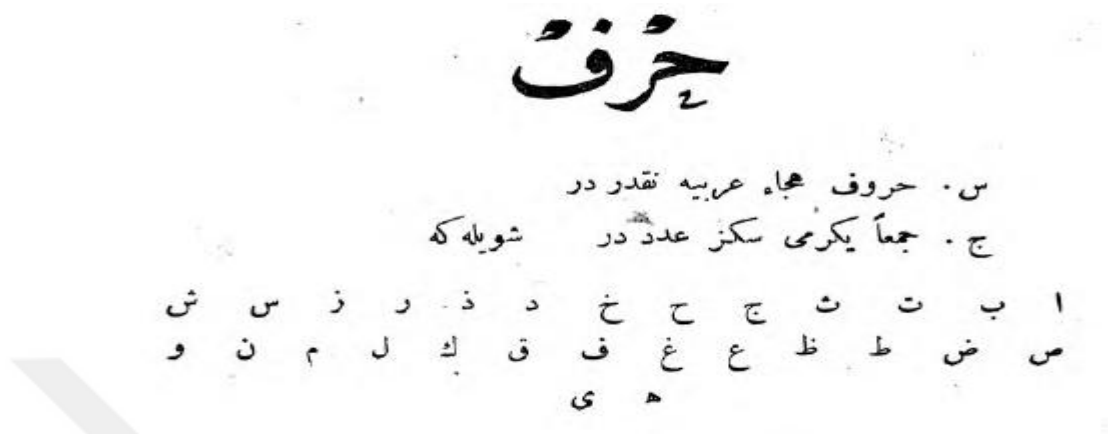 حرف
س . حروف هجاء عربیه نقدر در
ج . جمعاً یکرمی سکز عدد در شویله که
ا ب ت ث ج ح خ د ذ ر ز س ش
ص ض ط ظ ع غ ف ق ك ل م ن و
ه ی